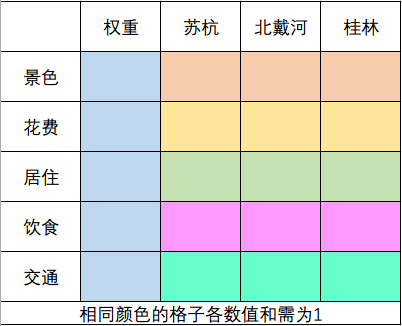 权重 苏杭 北戴河 桂林
景色
花费
居住
饮食
交通
相同颜色的格子各数值和需为1